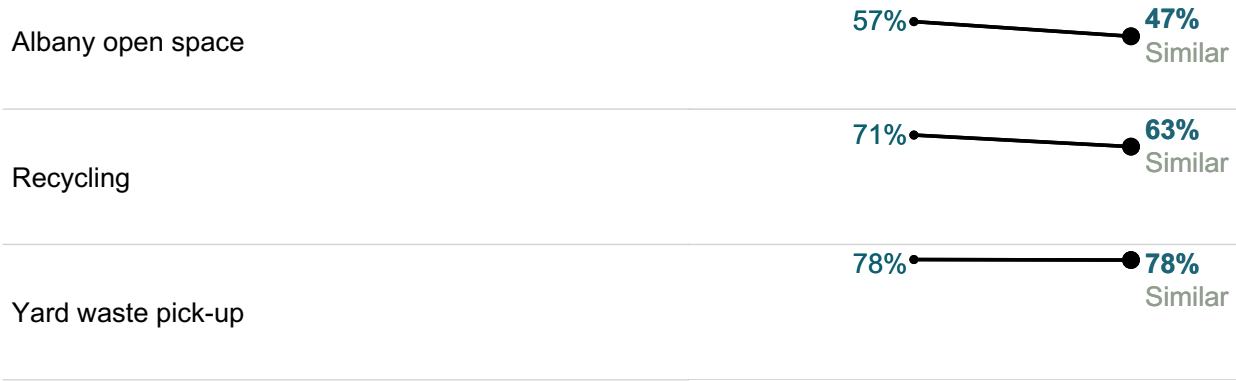 57%
47%
Albany open space
Similar
71%
63%
Recycling
Similar
78%
78%
Yard waste pick-up
Similar